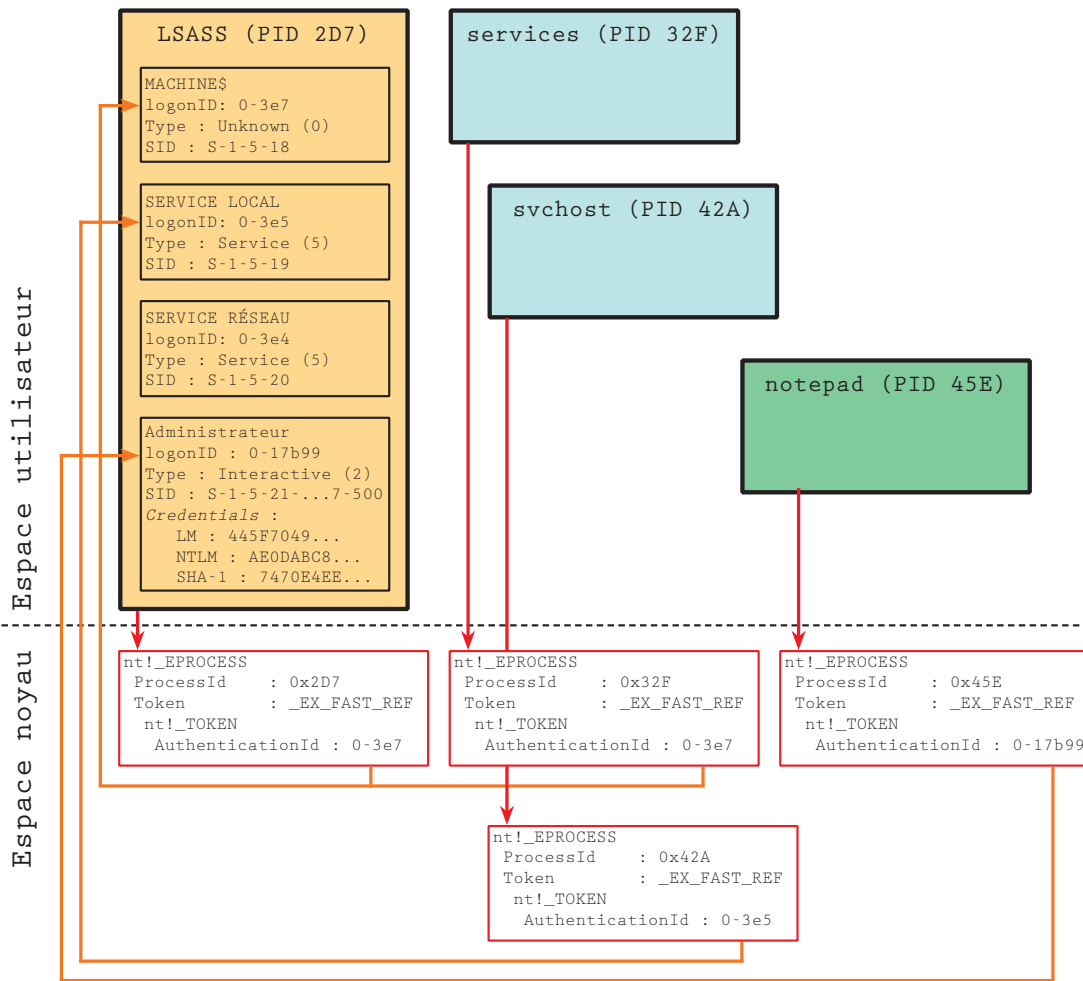 LSASS (PID 2D7)
MACHINE$
logonID: 0-3e7
Type : Unknown (0)
SID : S-1-5-18
SERVICE LOCAL
logonID: 0-3e5
Type : Service (5)
SID : S-1-5-19
SERVICE RÉSEAU
logonID: 0-3e4
Type : Service (5)
SID : S-1-5-20
Administrateur
logonID : 0-17b99
Type : Interactive (2)
SID : S-1-5-21-...7-500
Credentials :
LM : 445F7049...
NTLM : AE0DABC8...
SHA-1 : 7470E4EE...
services (PID 32F)
svchost (PID 42A)
notepad (PID 45E)
Espace utilisateur
Espace noyau
nt!_EPROCESS
ProcessId : 0x2D7
Token : _EX_FAST_REF
nt!_TOKEN
AuthenticationId : 0-3e7
nt!_EPROCESS
ProcessId : 0x32F
Token : _EX_FAST_REF
nt!_TOKEN
AuthenticationId : 0-3e7
nt!_EPROCESS
ProcessId : 0x45E
Token : _EX_FAST_REF
nt!_TOKEN
AuthenticationId : 0-17b99
nt!_EPROCESS
ProcessId : 0x42A
Token : _EX_FAST_REF
nt!_TOKEN
AuthenticationId : 0-3e5